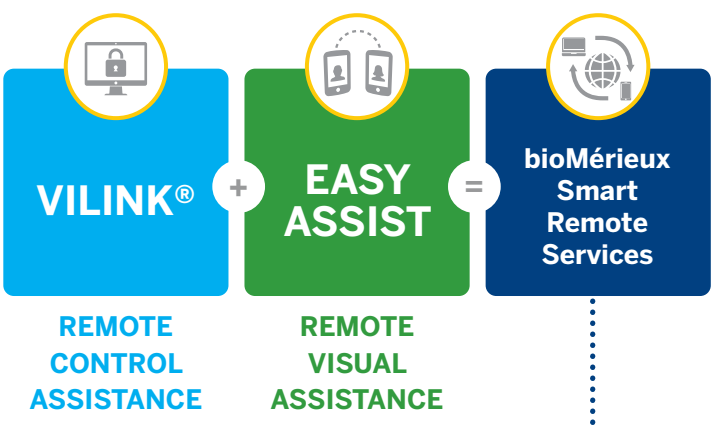 VILINK®
+
EASY
ASSIST
=
bioMérieux
Smart
Remote
Services
REMOTE
CONTROL
ASSISTANCE
REMOTE
VISUAL
ASSISTANCE